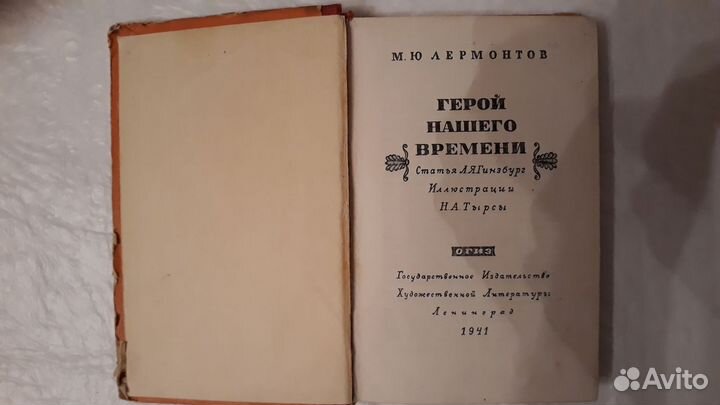 М. Ю ЛЕРМОНТОВ
ГЕРОЙ
НАШЕГО
ВРЕМЕНИ
Статья Л.Я Гинзбург
Иллюстрации
Н А. Тырсы
ОГИЗ
Государственное Издательство
Художественной Литературы
Ленинград
1941
Avito